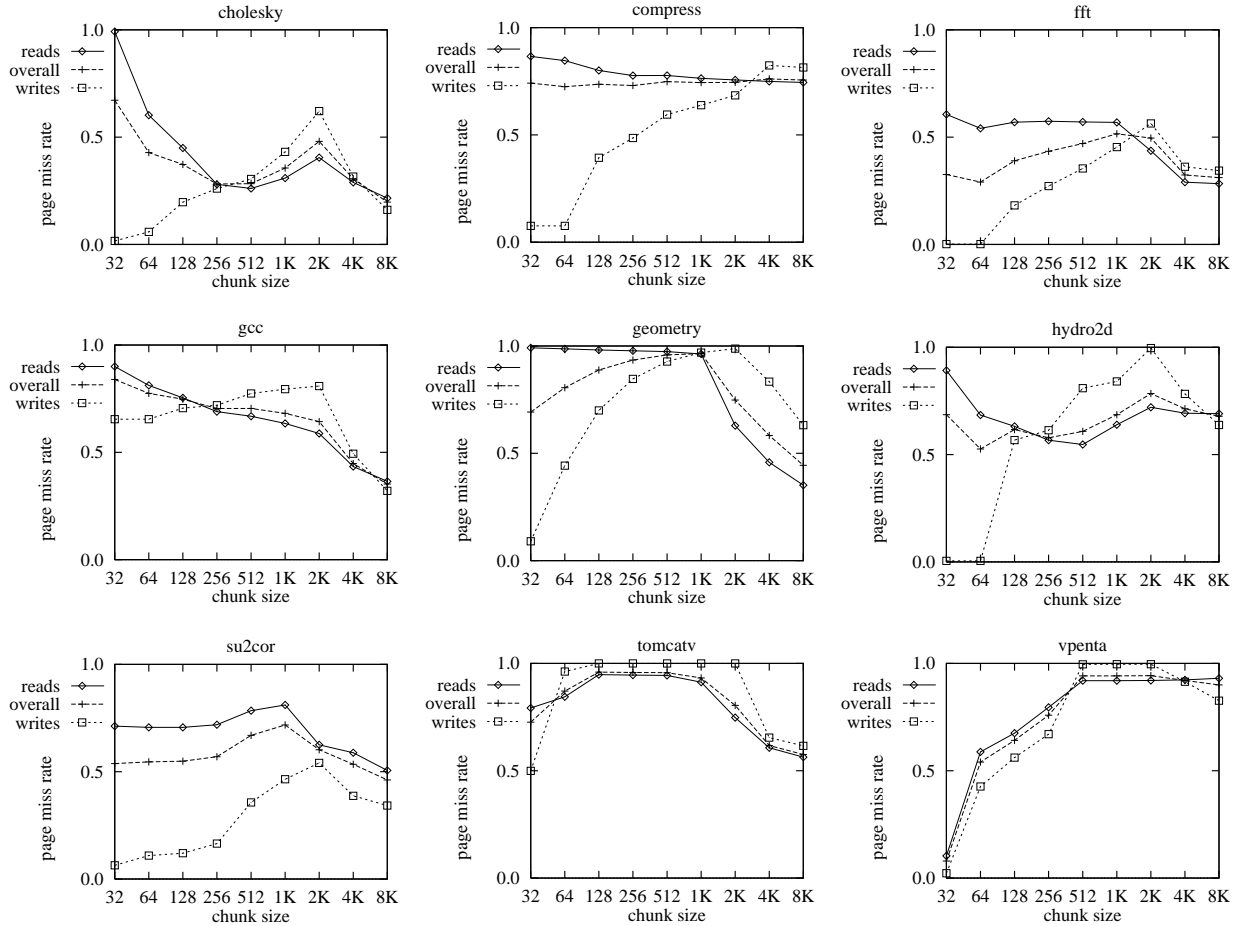 cholesky
1.0
reads
overall
writes
0.5
page miss rate
0.0
32 64 128 256 512 1K 2K 4K 8K
chunk size
compress
1.0
reads
overall
writes
0.5
page miss rate
0.0
32 64 128 256 512 1K 2K 4K 8K
chunk size
fft
1.0
reads
overall
writes
0.5
page miss rate
0.0
32 64 128 256 512 1K 2K 4K 8K
chunk size
gcc
1.0
reads
overall
writes
0.5
page miss rate
0.0
32 64 128 256 512 1K 2K 4K 8K
chunk size
geometry
1.0
reads
overall
writes
0.5
page miss rate
0.0
32 64 128 256 512 1K 2K 4K 8K
chunk size
hydro2d
1.0
reads
overall
writes
0.5
page miss rate
0.0
32 64 128 256 512 1K 2K 4K 8K
chunk size
su2cor
1.0
reads
overall
writes
0.5
page miss rate
0.0
32 64 128 256 512 1K 2K 4K 8K
chunk size
tomcatv
1.0
reads
overall
writes
0.5
page miss rate
0.0
32 64 128 256 512 1K 2K 4K 8K
chunk size
vpenta
1.0
reads
overall
writes
0.5
page miss rate
0.0
32 64 128 256 512 1K 2K 4K 8K
chunk size